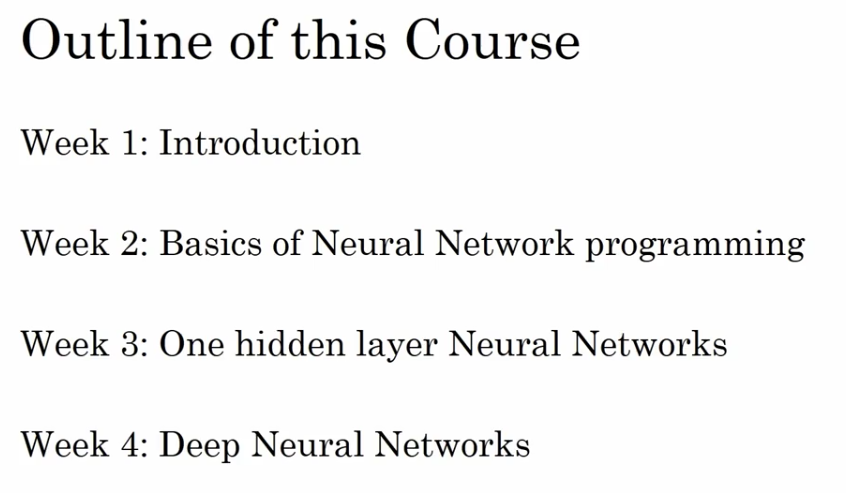 Outline of this Course
Week 1: Introduction
Week 2: Basics of Neural Network programming
Week 3: One hidden layer Neural Networks
Week 4: Deep Neural Networks